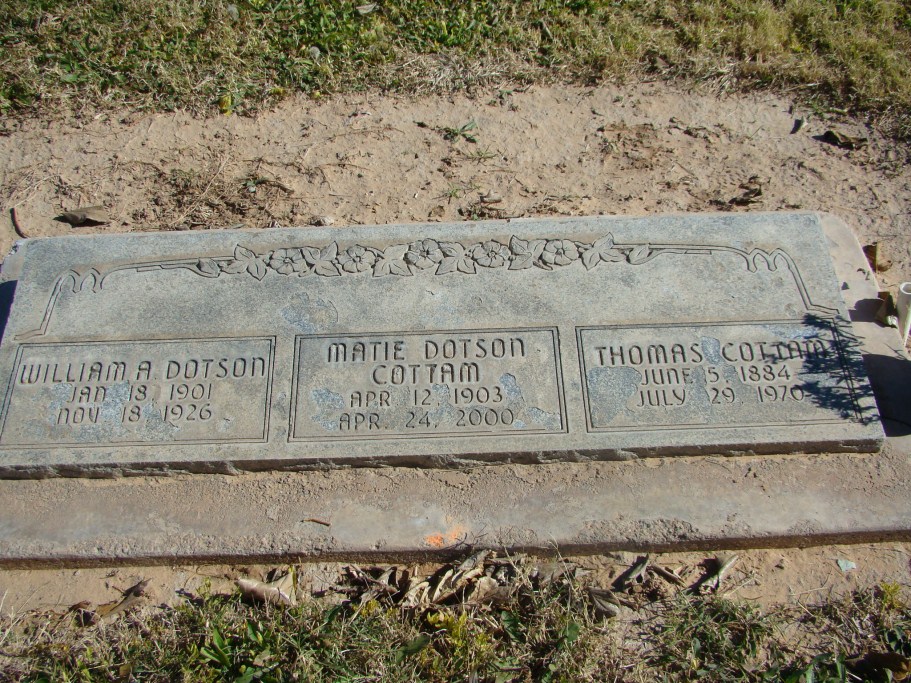 WILLIAM A DOTSON
JAN 18, 1901
NOV 18 1926
MATIE DOTSON
COTTAM
APR. 12 1903
APR. 24, 2000
THOMAS COTTAM
JUNE 5 1884
JULY 29 1970